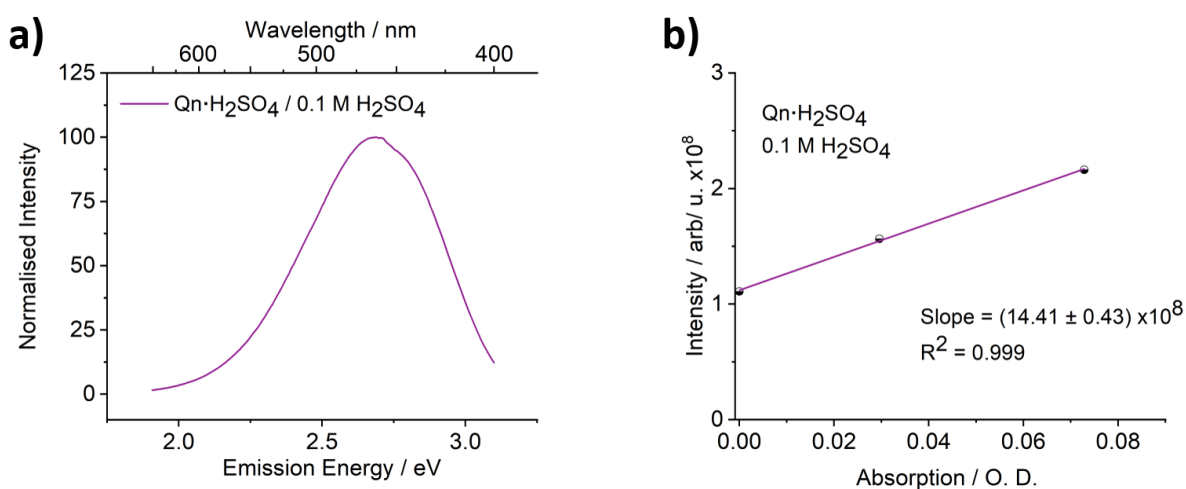 a)
Wavelength / nm
600 500 400
125
100
75
50
25
0
Normalised Intensity
Qn·H2SO4 / 0.1 M H2SO4
2.0 2.5 3.0
Emission Energy / eV
b)
3
2
1
0
Intensity / arb/ u. x10^8
Qn·H2SO4
0.1 M H2SO4
Slope = (14.41 ± 0.43) x10^8
R^2 = 0.999
0.00 0.02 0.04 0.06 0.08
Absorption / O. D.